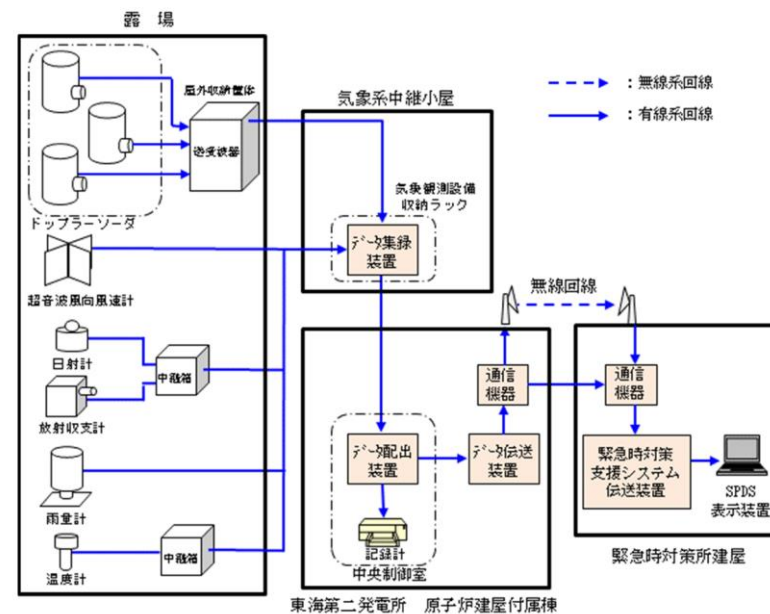 露 場
屋外収納筐体
送受波器
ドップラーソーダ
超音波風向風速計
日射計
放射収支計
中継箱
雨量計
温度計
中継箱
気象系中継小屋
気象観測設備
収納ラック
データ集録
装置
:無線系回線
:有線系回線
無線回線
通信
機器
データ配出
装置
データ伝送
装置
記録計
中央制御室
東海第二発電所 原子炉建屋付属棟
通信
機器
緊急時対策
支援システム
伝送装置
SPDS
表示装置
緊急時対策所建屋